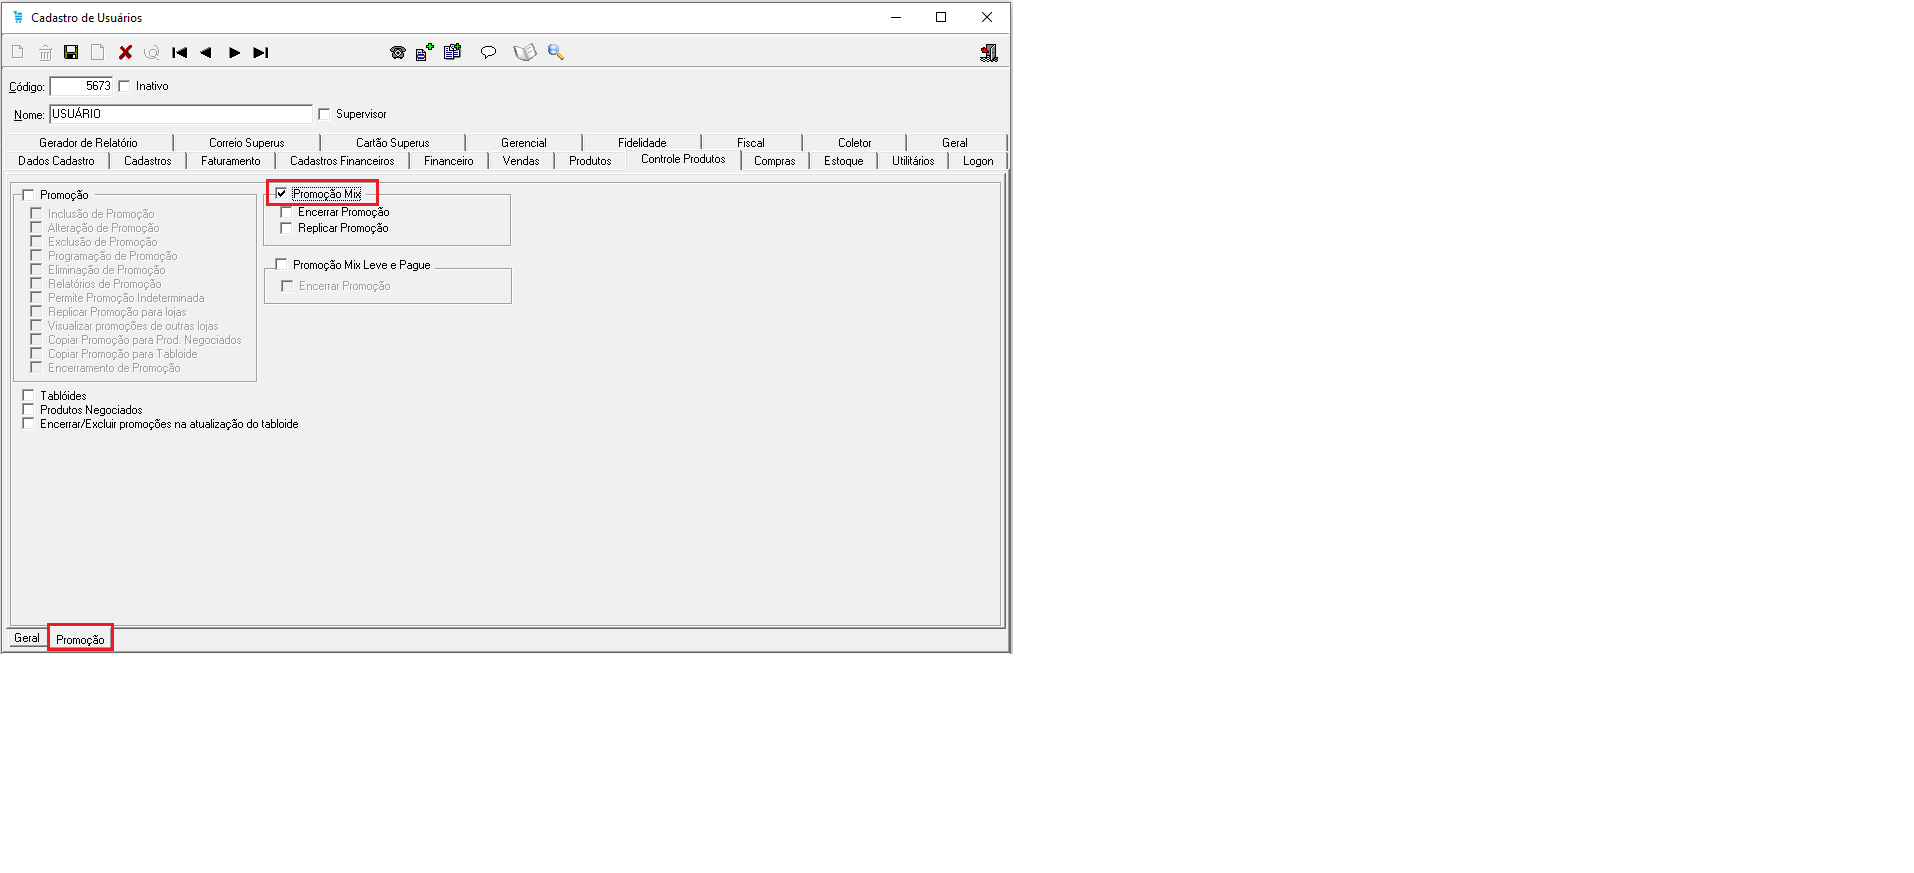 Cadastro de Usuários
Código: 5673 Inativo
Nome: USUÁRIO Supervisor
Gerador de Relatório Correio Superus Cartão Superus Gerencial Fidelidade Fiscal Coletor Geral
Dados Cadastro Cadastros Faturamento Cadastros Financeiros Financeiro Vendas Produtos Controle Produtos Compras Estoque Utilitários Logon
Promoção
Inclusão de Promoção
Alteração de Promoção
Exclusão de Promoção
Programação de Promoção
Eliminação de Promoção
Relatórios de Promoção
Permite Promoção Indeterminada
Replicar Promoção para lojas
Visualizar promoções de outras lojas
Copiar Promoção para Prod. Negociados
Copiar Promoção para Tabloide
Encerramento de Promoção
Promoção Mix
Encerrar Promoção
Replicar Promoção
Promoção Mix Leve e Pague
Encerrar Promoção
Tablóides
Produtos Negociados
Encerrar/Excluir promoções na atualização do tabloide
Geral Promoção